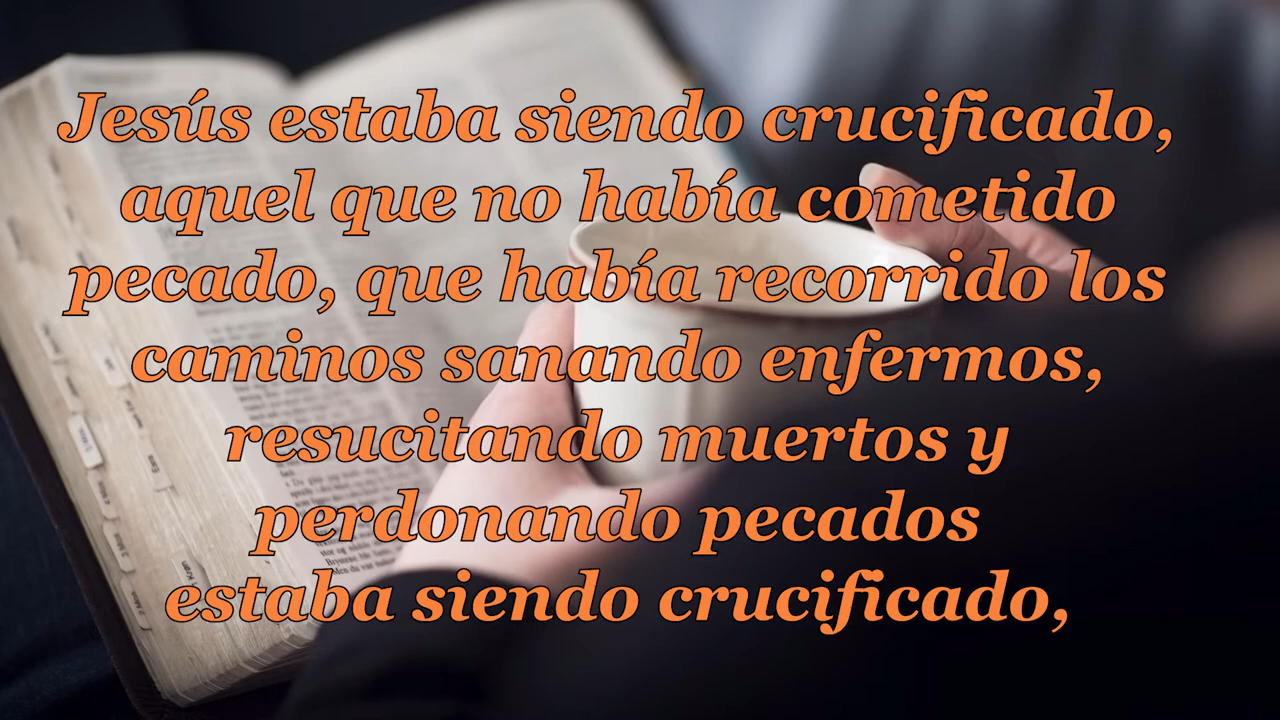 Jesús estaba siendo crucificado,
aquel que no había cometido
pecado, que había recorrido los
caminos sanando enfermos,
resucitando muertos y
perdonando pecados
estaba siendo crucificado,